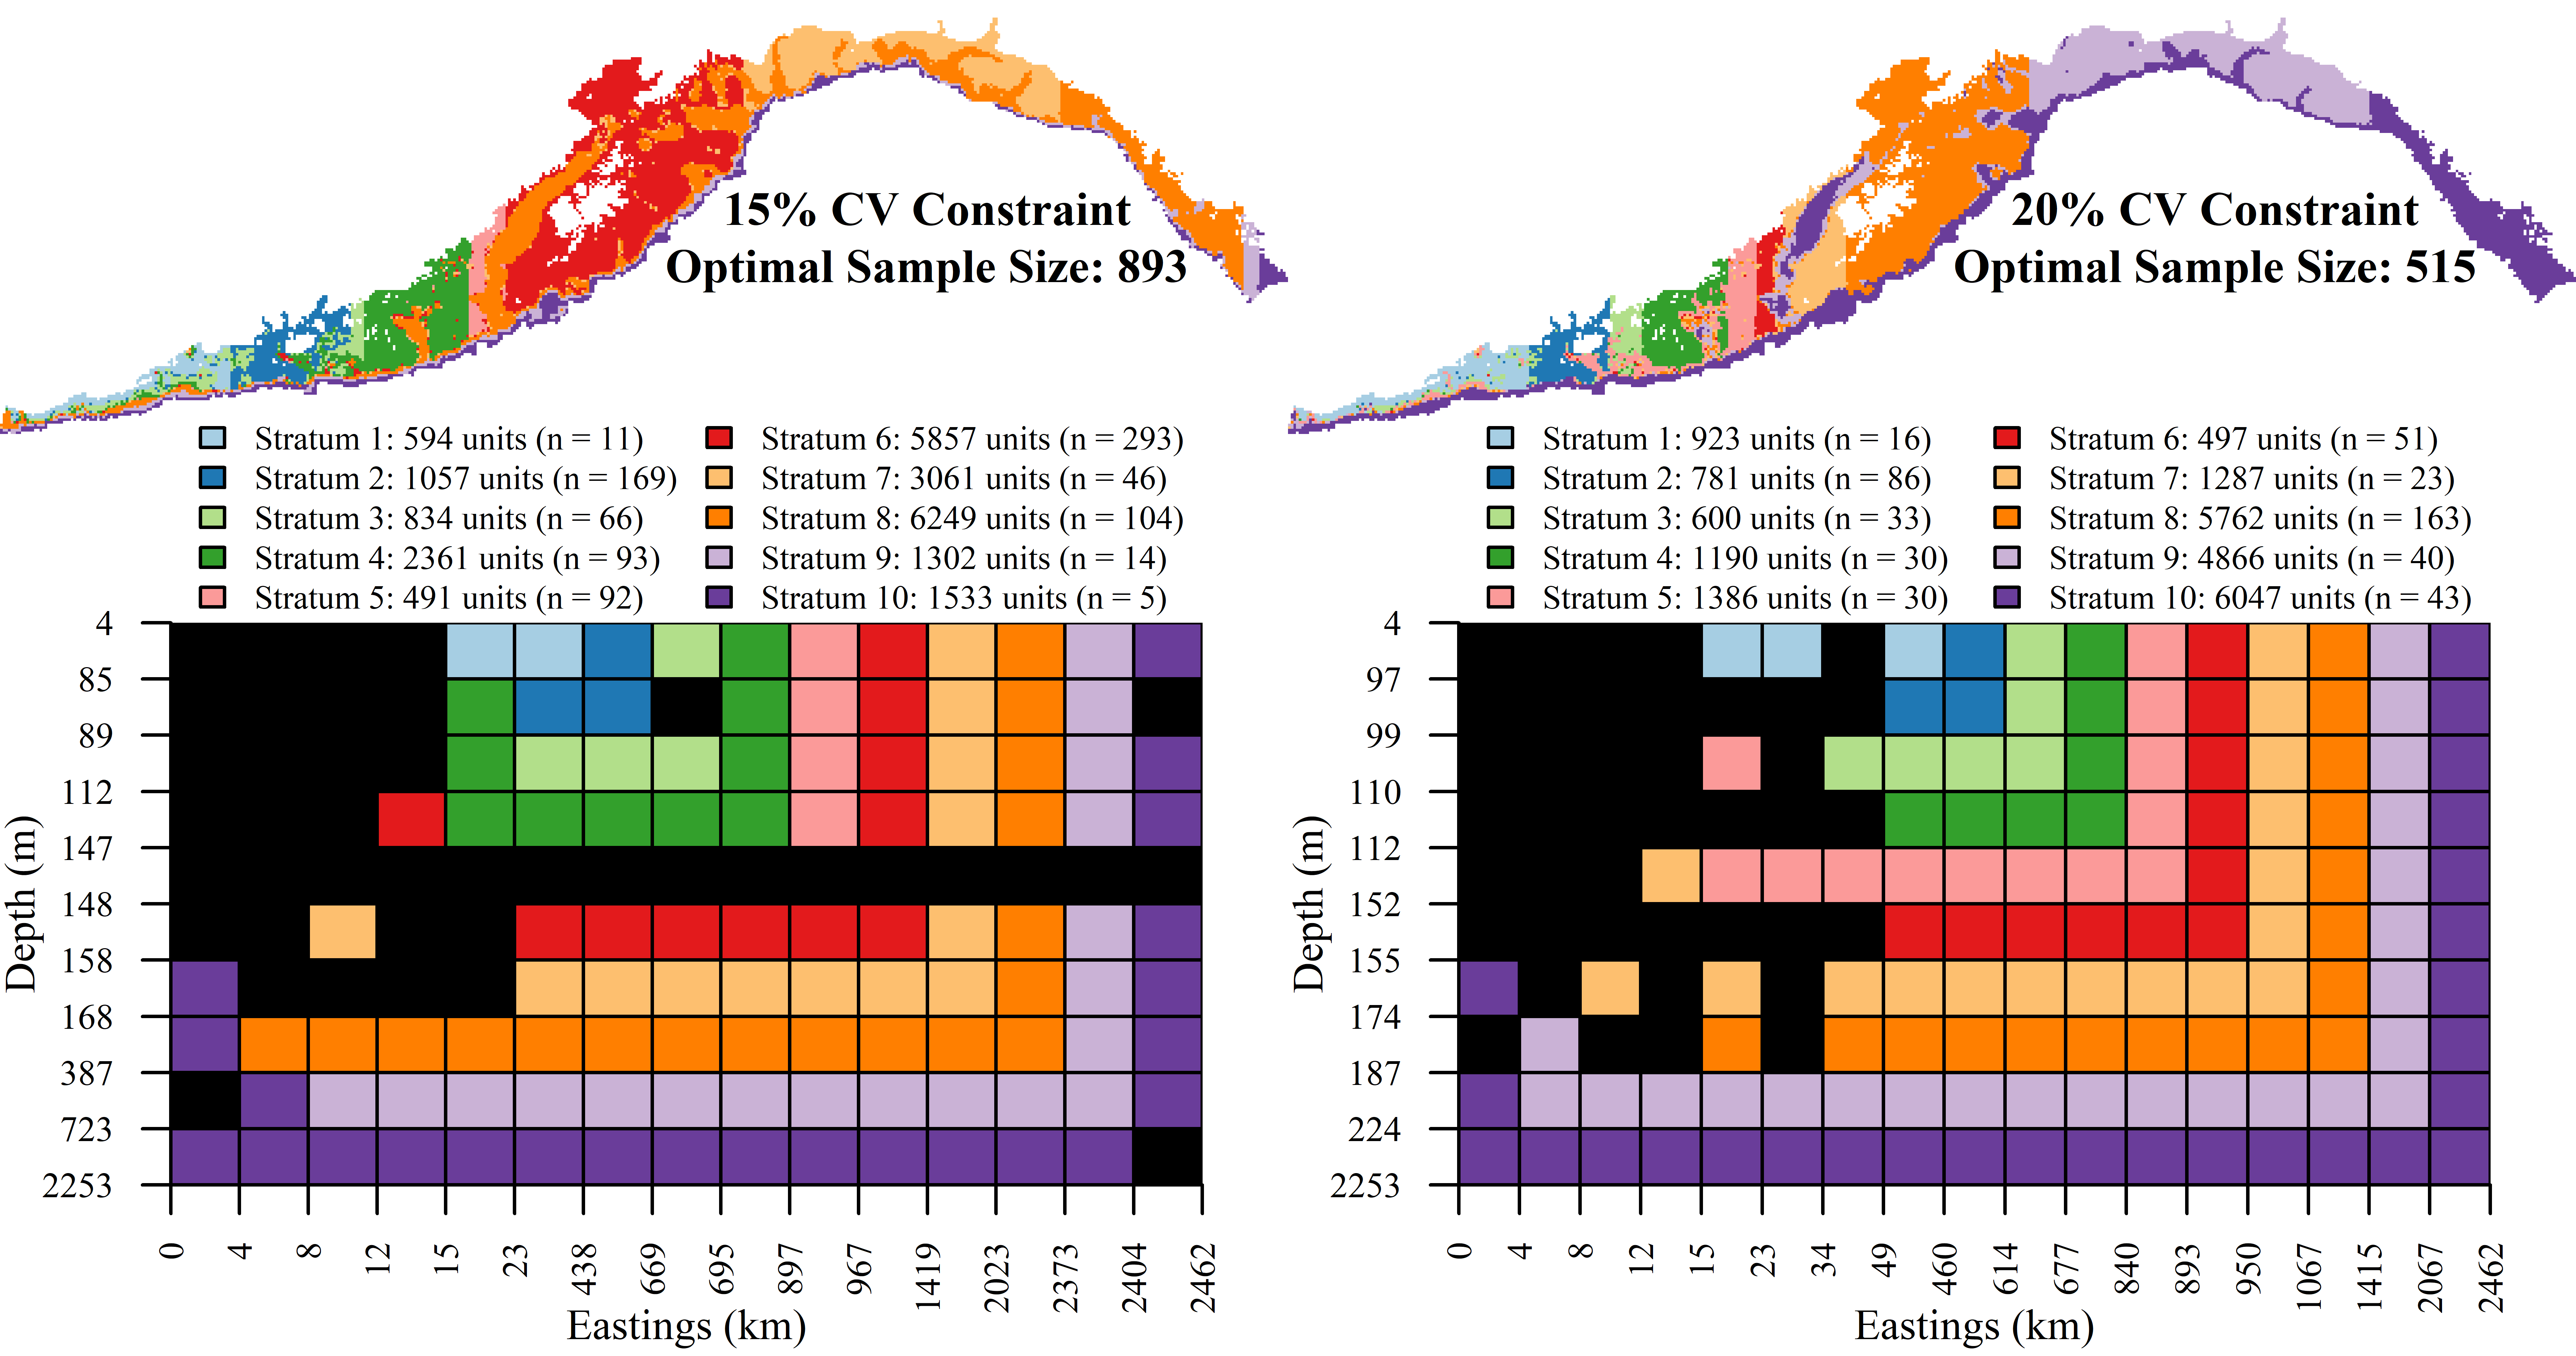 15% CV Constraint
Optimal Sample Size: 893
Stratum 1: 594 units (n = 11)
Stratum 2: 1057 units (n = 169)
Stratum 3: 834 units (n = 66)
Stratum 4: 2361 units (n = 93)
Stratum 5: 491 units (n = 92)
Stratum 6: 5857 units (n = 293)
Stratum 7: 3061 units (n = 46)
Stratum 8: 6249 units (n = 104)
Stratum 9: 1302 units (n = 14)
Stratum 10: 1533 units (n = 5)
Depth (m)
4
85
89
112
147
148
158
168
387
723
2253
0 4 8 12 15 23 438 669 695 897 967 1419 2023 2373 2404 2462
Eastings (km)
20% CV Constraint
Optimal Sample Size: 515
Stratum 1: 923 units (n = 16)
Stratum 2: 781 units (n = 86)
Stratum 3: 600 units (n = 33)
Stratum 4: 1190 units (n = 30)
Stratum 5: 1386 units (n = 30)
Stratum 6: 497 units (n = 51)
Stratum 7: 1287 units (n = 23)
Stratum 8: 5762 units (n = 163)
Stratum 9: 4866 units (n = 40)
Stratum 10: 6047 units (n = 43)
Depth (m)
4
97
99
110
112
152
155
174
187
224
2253
0 4 8 12 15 23 34 49 460 614 677 840 893 950 1067 1415 2067 2462
Eastings (km)